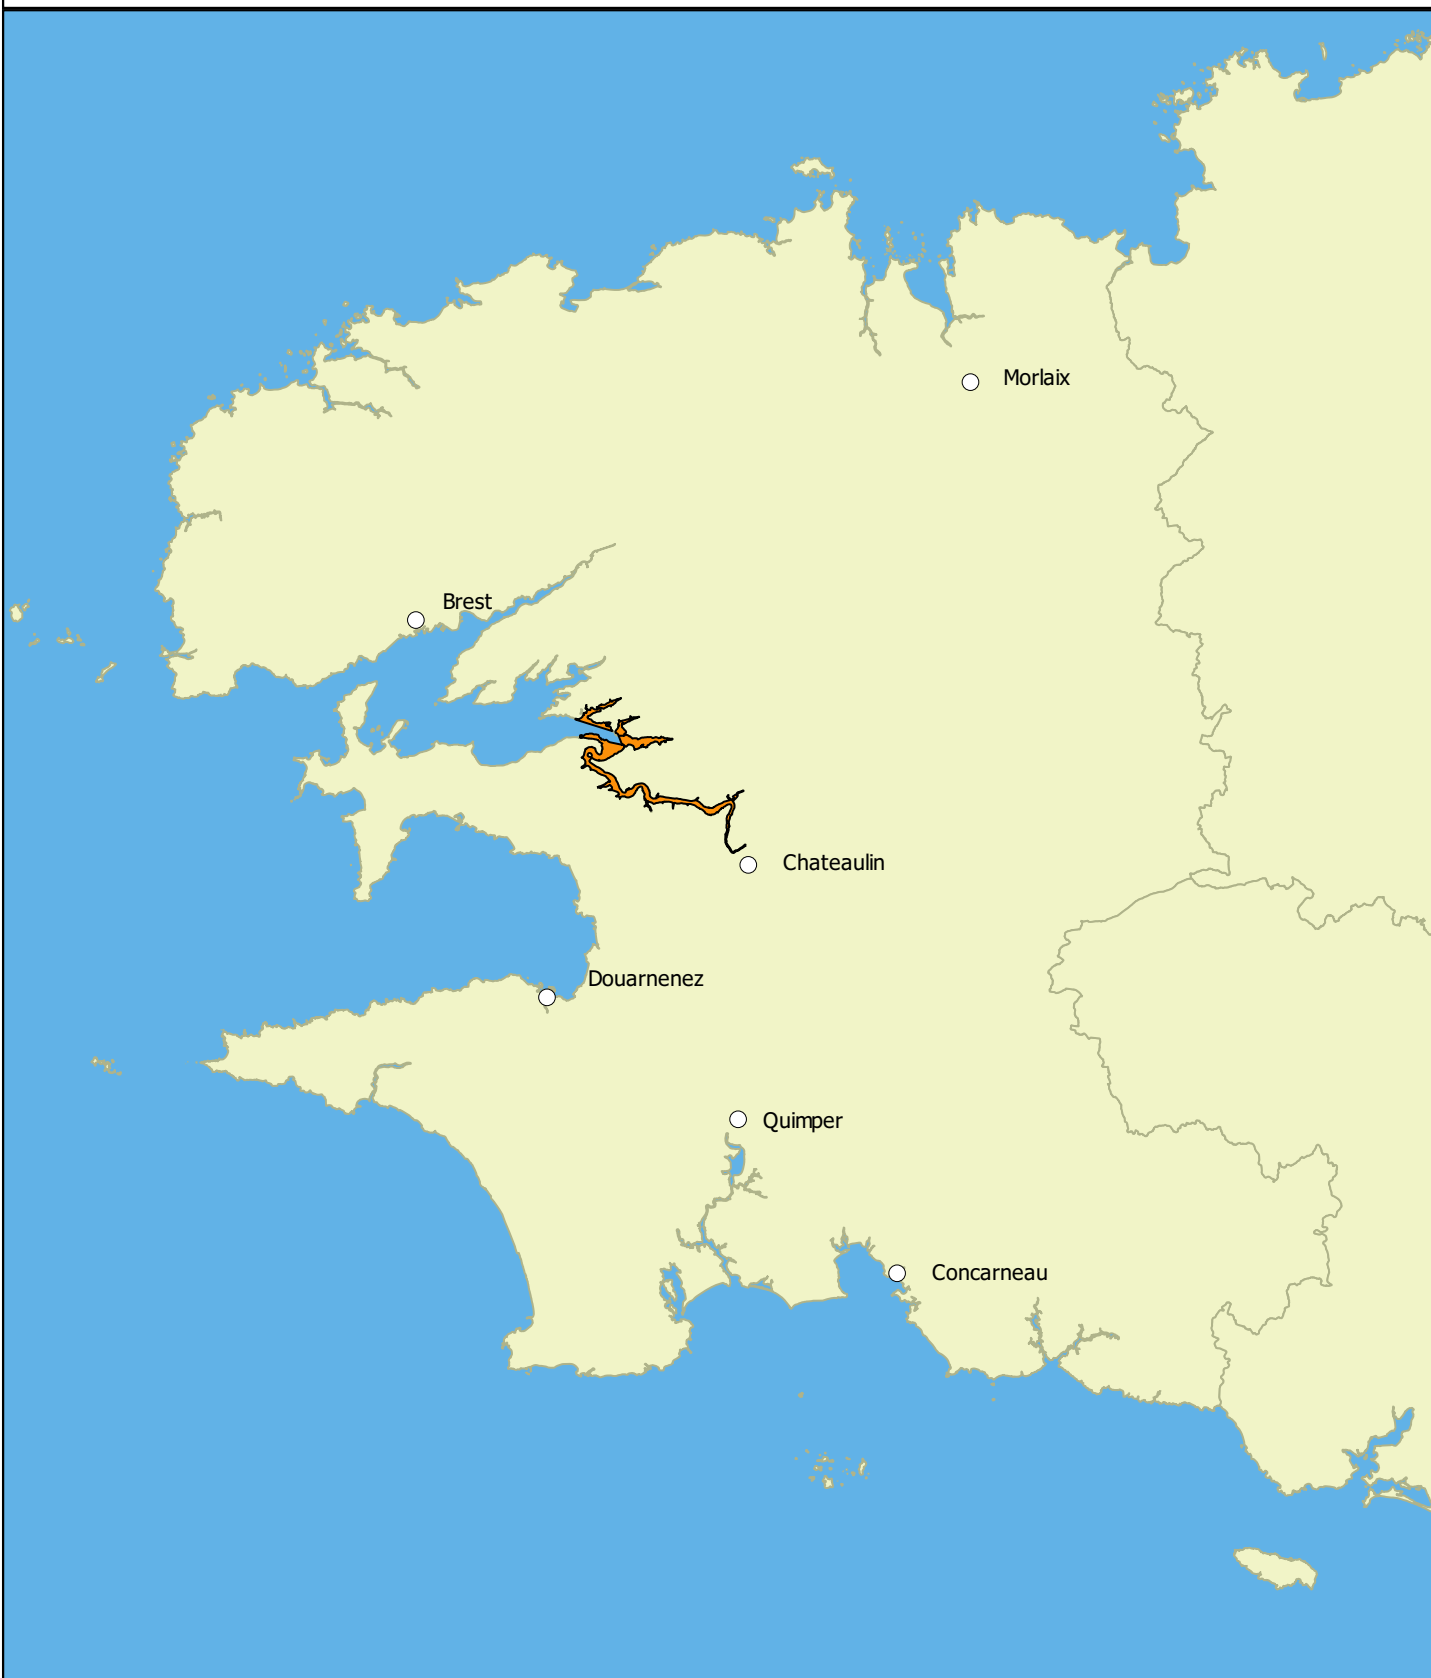 Morlaix
Brest
Chateaulin
Douarnenez
Quimper
Concarneau